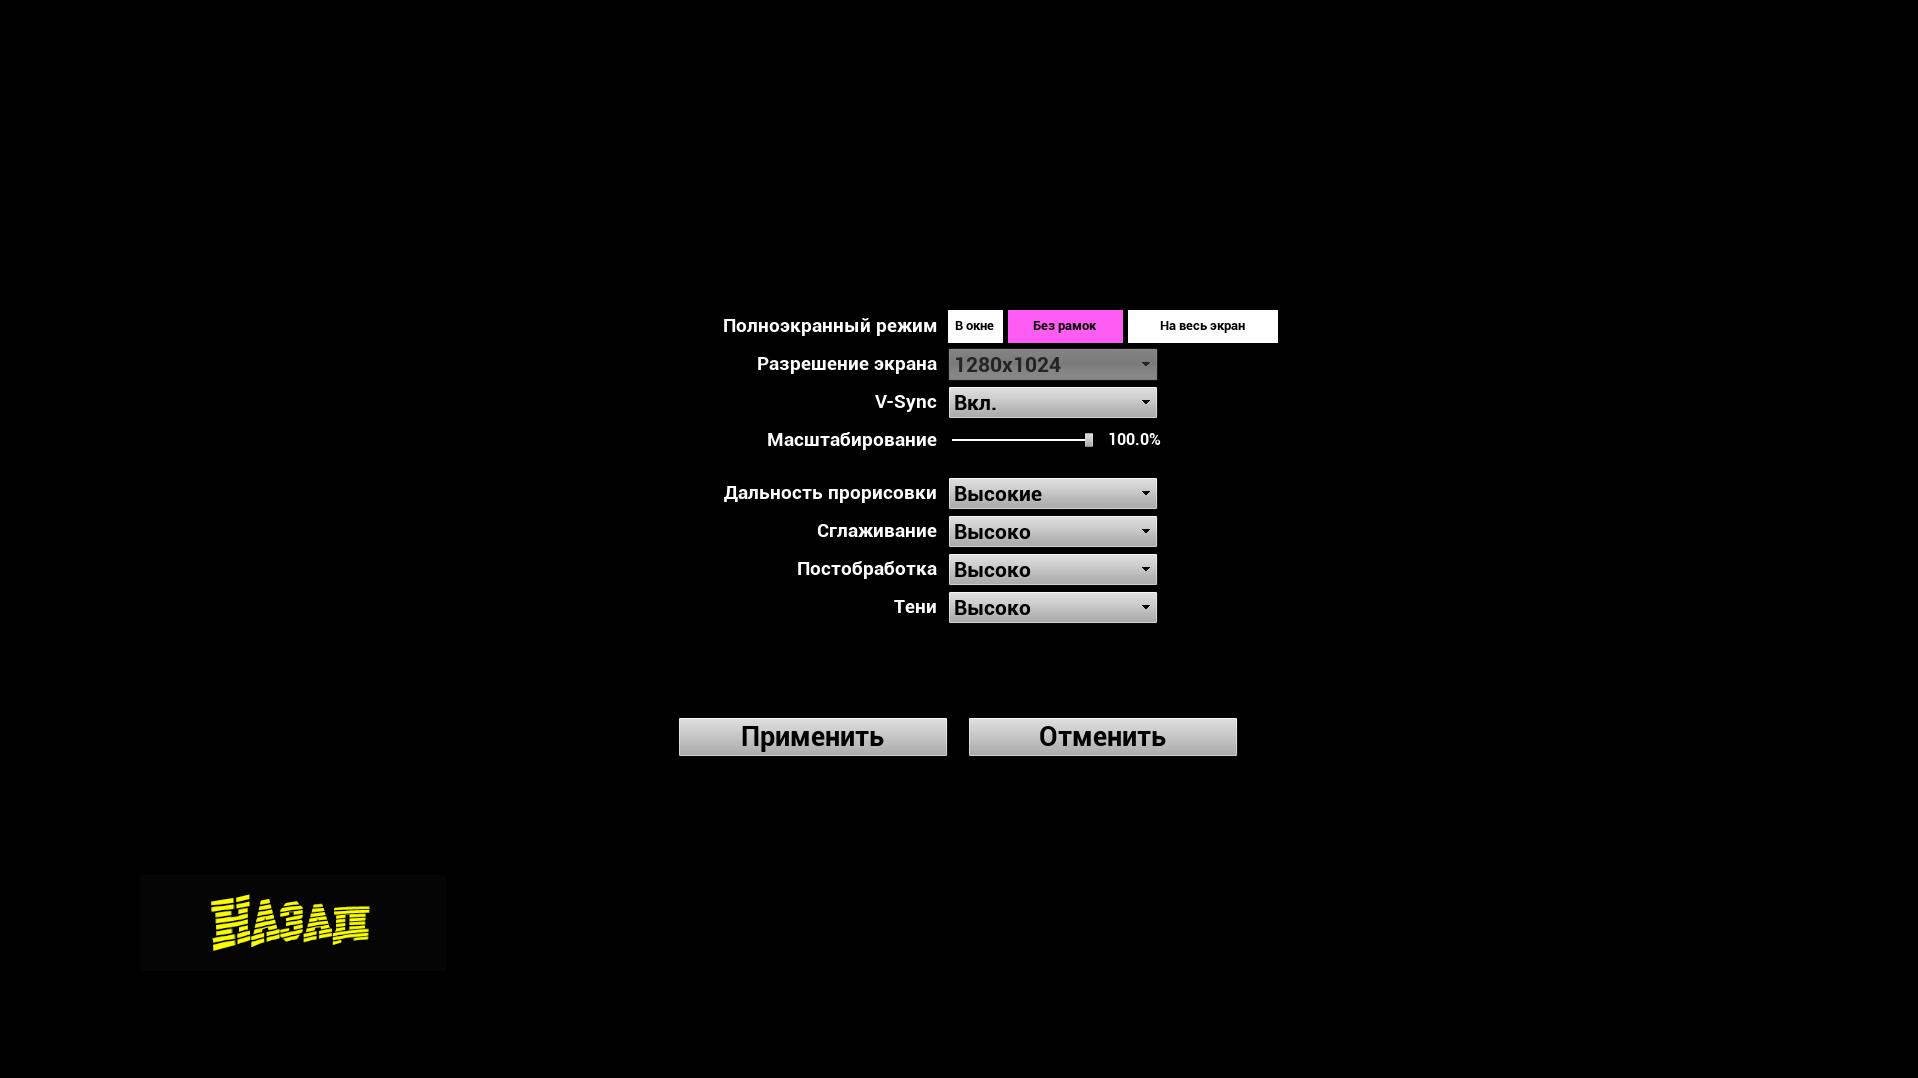 Полноэкранный режим В окне Без рамок На весь экран
Разрешение экрана 1280x1024
V-Sync Вкл.
Масштабирование 100.0%
Дальность прорисовки Высокие
Сглаживание Высоко
Постобработка Высоко
Тени Высоко
Применить Отменить
Назад